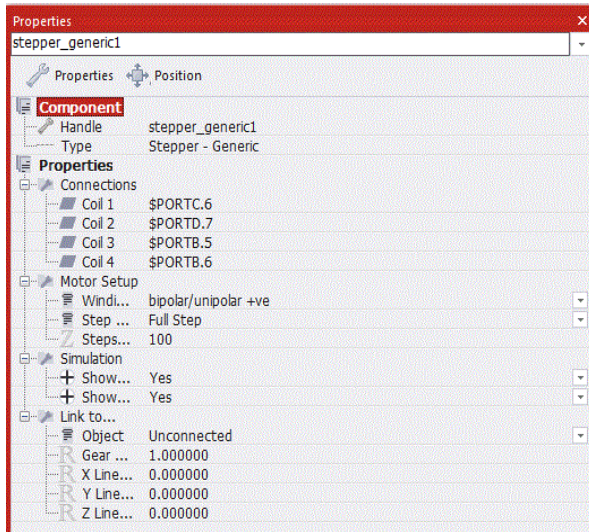 Properties
stepper_generic1
Properties Position
Component
Handle stepper_generic1
Type Stepper - Generic
Properties
Connections
Coil 1 $PORTC.6
Coil 2 $PORTD.7
Coil 3 $PORTB.5
Coil 4 $PORTB.6
Motor Setup
Windi... bipolar/unipolar +ve
Step ... Full Step
Steps... 100
Simulation
Show... Yes
Show... Yes
Link to...
Object Unconnected
Gear ... 1.000000
X Line... 0.000000
Y Line... 0.000000
Z Line... 0.000000